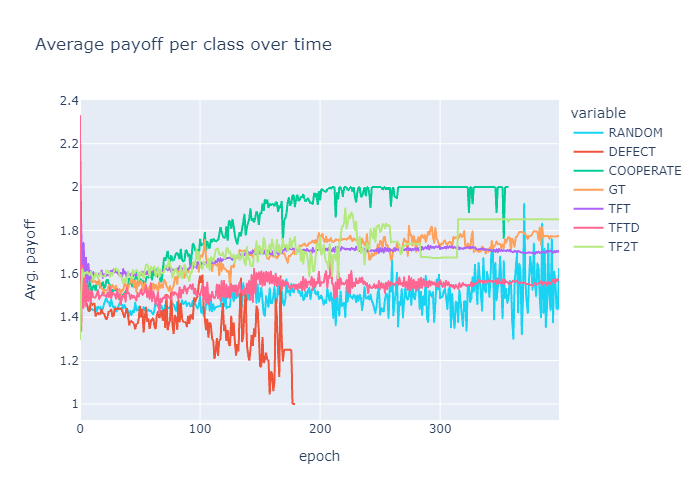 Average payoff per class over time
2.4
2.2
2
1.8
1.6
1.4
1.2
1
Avg. payoff
0
100
200
300
epoch
variable
RANDOM
DEFECT
COOPERATE
GT
TFT
TFTD
TF2T